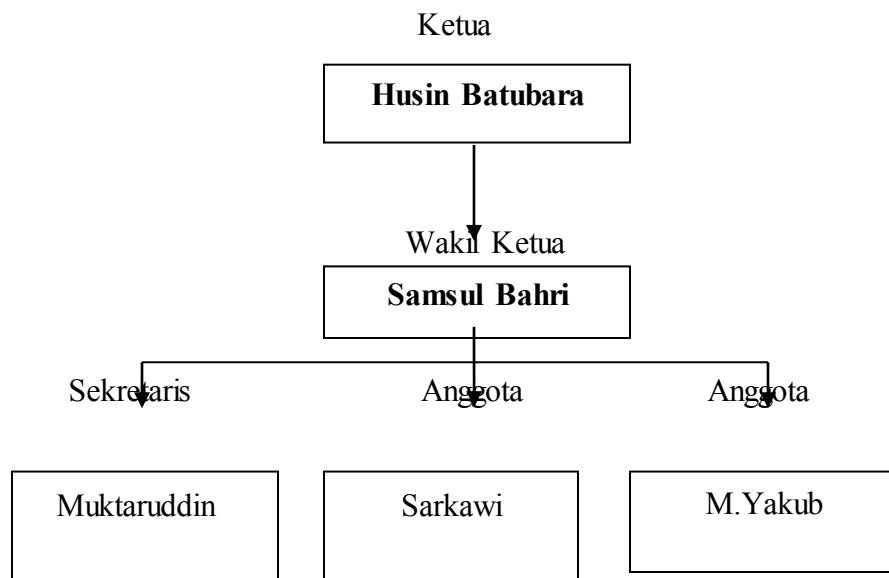 Ketua
Husin Batubara
Wakil Ketua
Samsul Bahri
Sekretaris Anggota Anggota
Muktaruddin Sarkawi M.Yakub